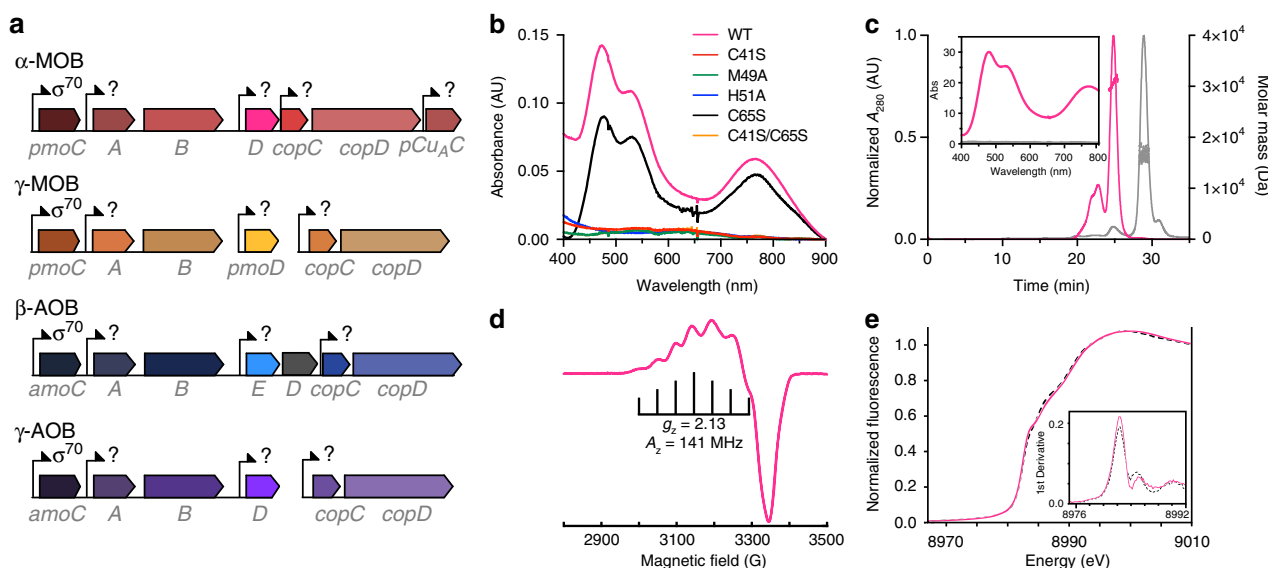 a
α-MOB
σ70 ? ? ? ?
pmoC A B D copC copD pCuAC
γ-MOB
σ70 ? ? ?
pmoC A B pmoD copC copD
β-AOB
σ70 ? ? ?
amoC A B E D copC copD
γ-AOB
σ70 ? ? ?
amoC A B D copC copD
b
Absorbance (AU)
0.15
0.10
0.05
0.00
WT
C41S
M49A
H51A
C65S
C41S/C65S
400 500 600 700 800 900
Wavelength (nm)
c
Normalized A280 (AU)
1.0
0.5
0.0
Abs
30
20
10
0
400 500 600 700 800
Wavelength (nm)
4×10⁴
3×10⁴
2×10⁴
1×10⁴
0
Molar mass (Da)
0 10 20 30
Time (min)
d
gz = 2.13
Az = 141 MHz
2900 3100 3300 3500
Magnetic field (G)
e
Normalized fluorescence
1.0
0.8
0.6
0.4
0.2
0.0
1st Derivative
0.2
0.0
8976 8992
8970 8990 9010
Energy (eV)